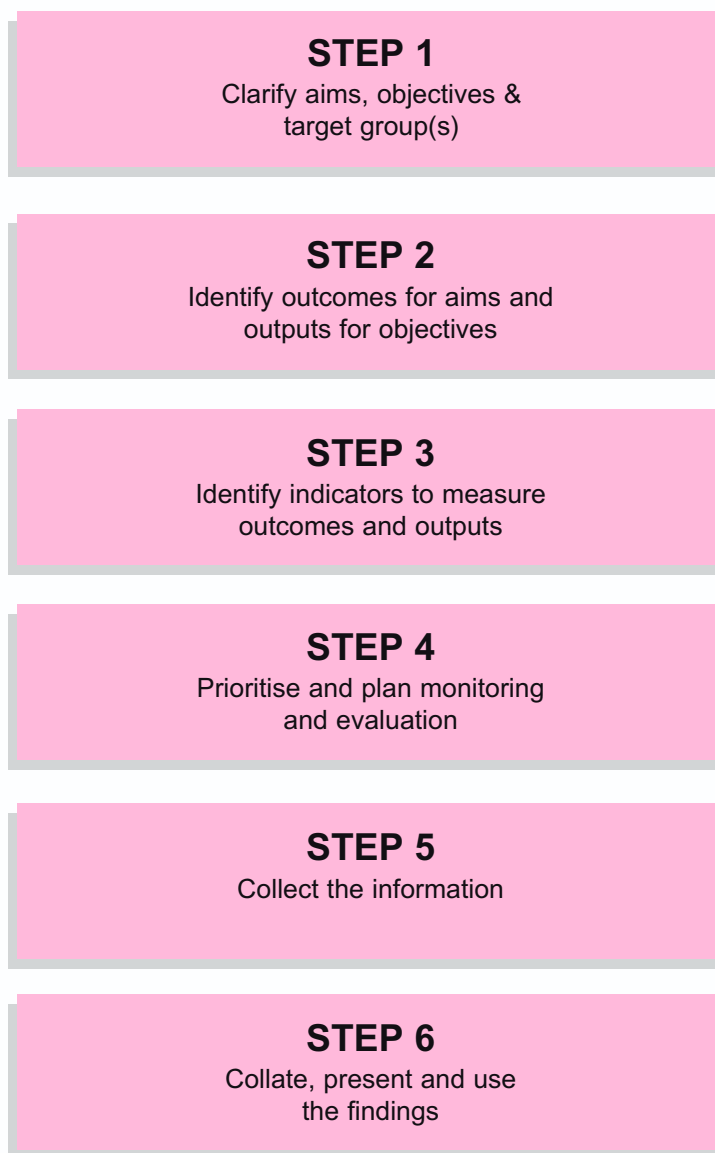 STEP 1
Clarify aims, objectives &
target group(s)
STEP 2
Identify outcomes for aims and
outputs for objectives
STEP 3
Identify indicators to measure
outcomes and outputs
STEP 4
Prioritise and plan monitoring
and evaluation
STEP 5
Collect the information
STEP 6
Collate, present and use
the findings